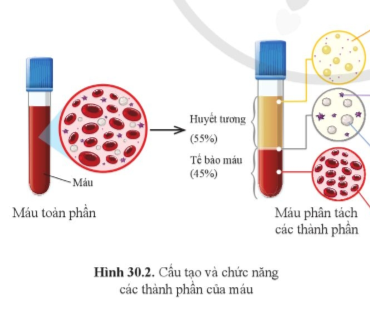 Huyết tương
(55%)
Tế bào máu
(45%)
Máu
Máu toàn phần
Máu phân tách
các thành phần
Hình 30.2. Cấu tạo và chức năng
các thành phần của máu